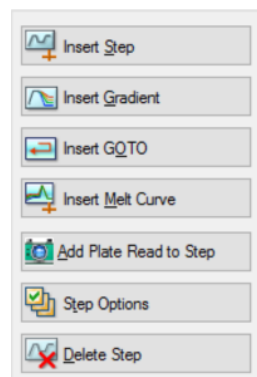 Insert Step
Insert Gradient
Insert GOTO
Insert Melt Curve
Add Plate Read to Step
Step Options
Delete Step